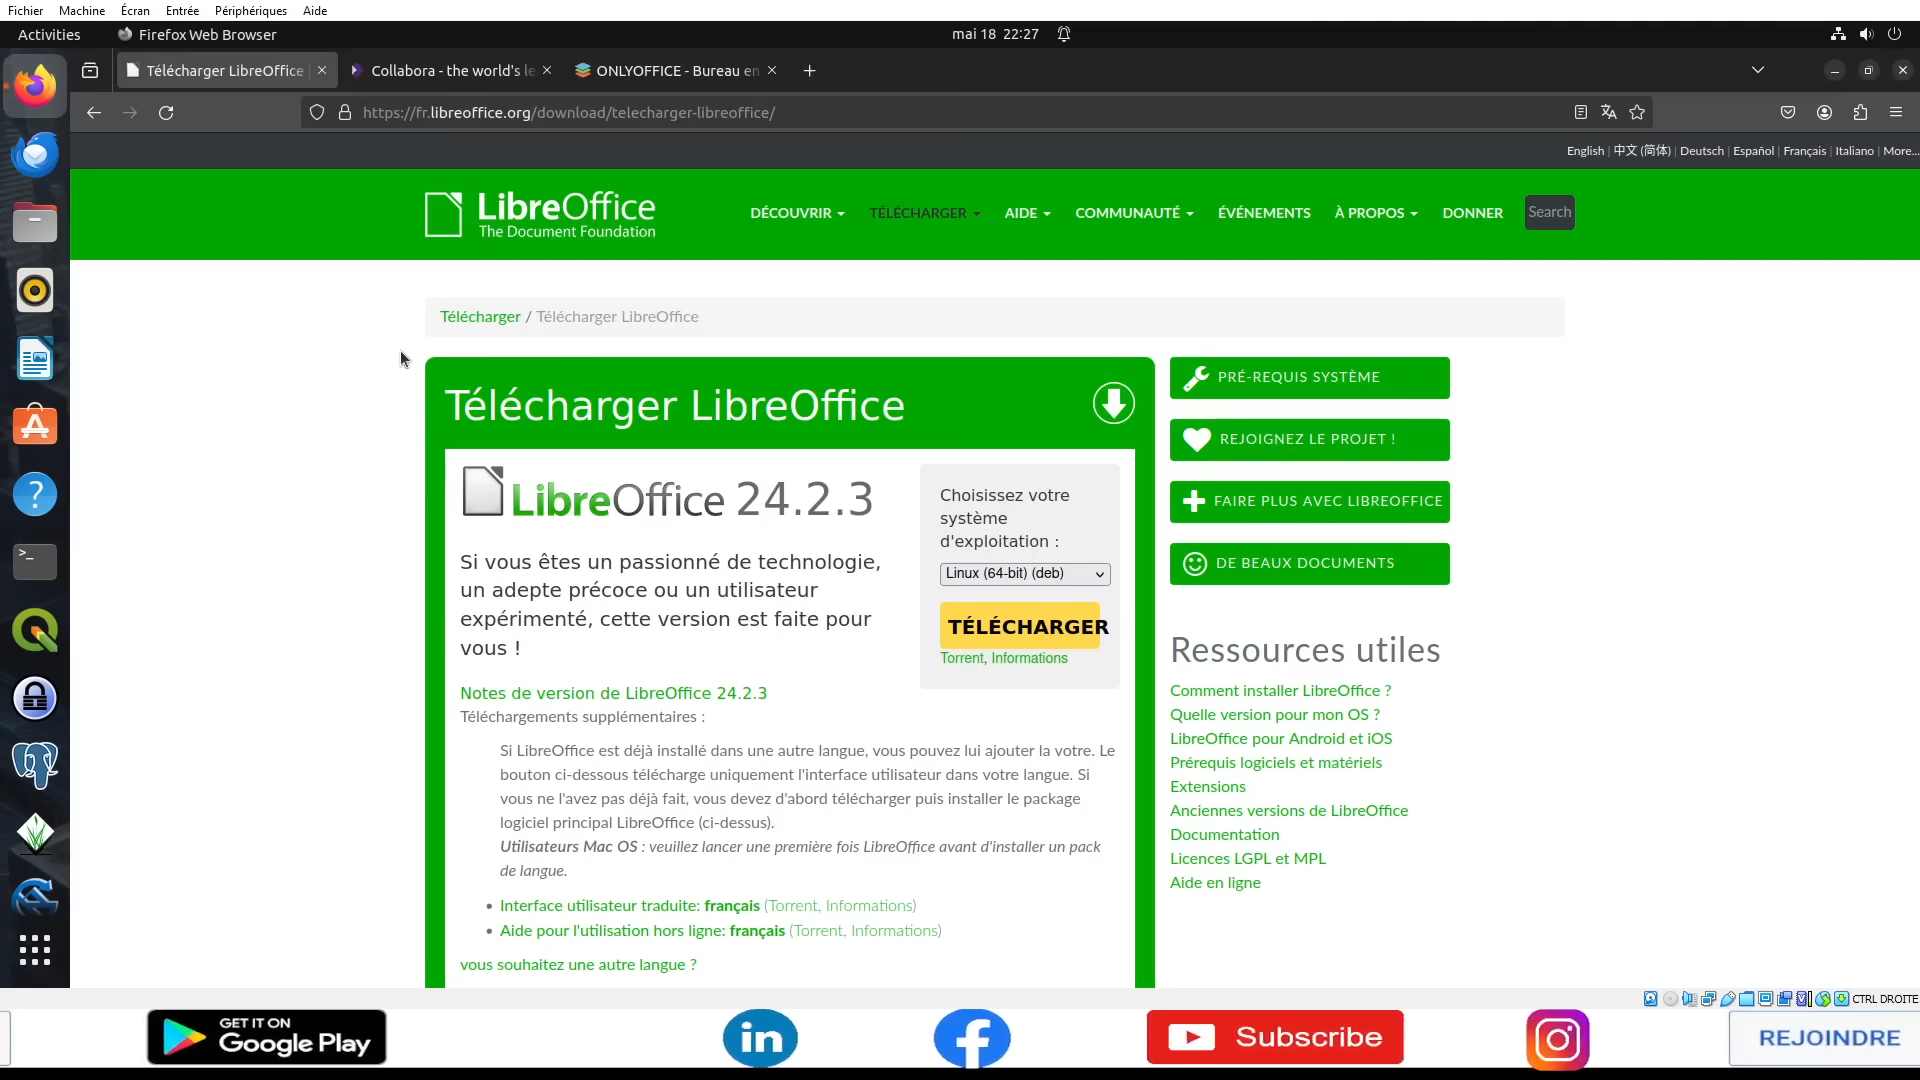 Fichier Machine Écran Entrée Périphériques Aide
Activities Firefox Web Browser mai 18 22:27
Télécharger LibreOffice Collabora - the world's le ONLYOFFICE - Bureau en
https://fr.libreoffice.org/download/telecharger-libreoffice/
English | 中文 (简体) | Deutsch | Español | Français | Italiano | More...
LibreOffice
The Document Foundation
DÉCOUVRIR TÉLÉCHARGER AIDE COMMUNAUTÉ ÉVÉNEMENTS À PROPOS DONNER Search
Télécharger / Télécharger LibreOffice
Télécharger LibreOffice
LibreOffice 24.2.3
Si vous êtes un passionné de technologie,
un adepte précoce ou un utilisateur
expérimenté, cette version est faite pour
vous !
Choisissez votre
système
d'exploitation :
Linux (64-bit) (deb)
TÉLÉCHARGER
Torrent, Informations
Notes de version de LibreOffice 24.2.3
Téléchargements supplémentaires :
Si LibreOffice est déjà installé dans une autre langue, vous pouvez lui ajouter la votre. Le
bouton ci-dessous télécharge uniquement l'interface utilisateur dans votre langue. Si
vous ne l'avez pas déjà fait, vous devez d'abord télécharger puis installer le package
logiciel principal LibreOffice (ci-dessus).
Utilisateurs Mac OS : veuillez lancer une première fois LibreOffice avant d'installer un pack
de langue.
• Interface utilisateur traduite: français (Torrent, Informations)
• Aide pour l'utilisation hors ligne: français (Torrent, Informations)
vous souhaitez une autre langue ?
PRÉ-REQUIS SYSTÈME
REJOIGNEZ LE PROJET !
FAIRE PLUS AVEC LIBREOFFICE
DE BEAUX DOCUMENTS
Ressources utiles
Comment installer LibreOffice ?
Quelle version pour mon OS ?
LibreOffice pour Android et iOS
Prérequis logiciels et matériels
Extensions
Anciennes versions de LibreOffice
Documentation
Licences LGPL et MPL
Aide en ligne
CTRL DROITE
GET IT ON
Google Play
in
Subscribe
REJOINDRE